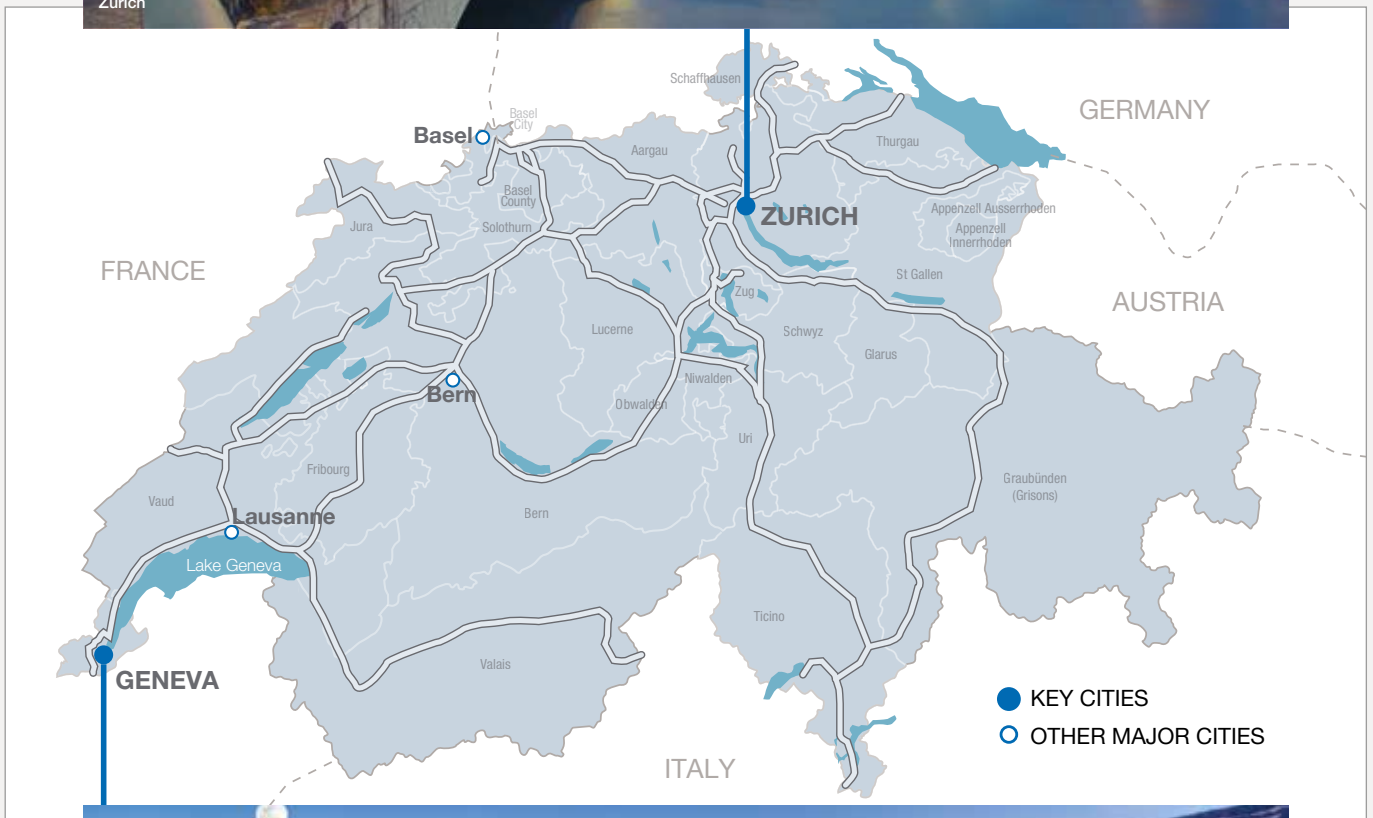 Zurich
Schaffhausen
GERMANY
Basel
City
Basel
Thurgau
Aargau
Basel
County
Appenzell Ausserrhoden
ZURICH
Jura
Solothurn
Appenzell
Innerrhoden
FRANCE
St Gallen
Zug
AUSTRIA
Lucerne
Schwyz
Glarus
Niwalden
Bern
Obwalden
Uri
Fribourg
Graubünden
(Grisons)
Vaud
Bern
Lausanne
Lake Geneva
Ticino
Valais
GENEVA
KEY CITIES
OTHER MAJOR CITIES
ITALY